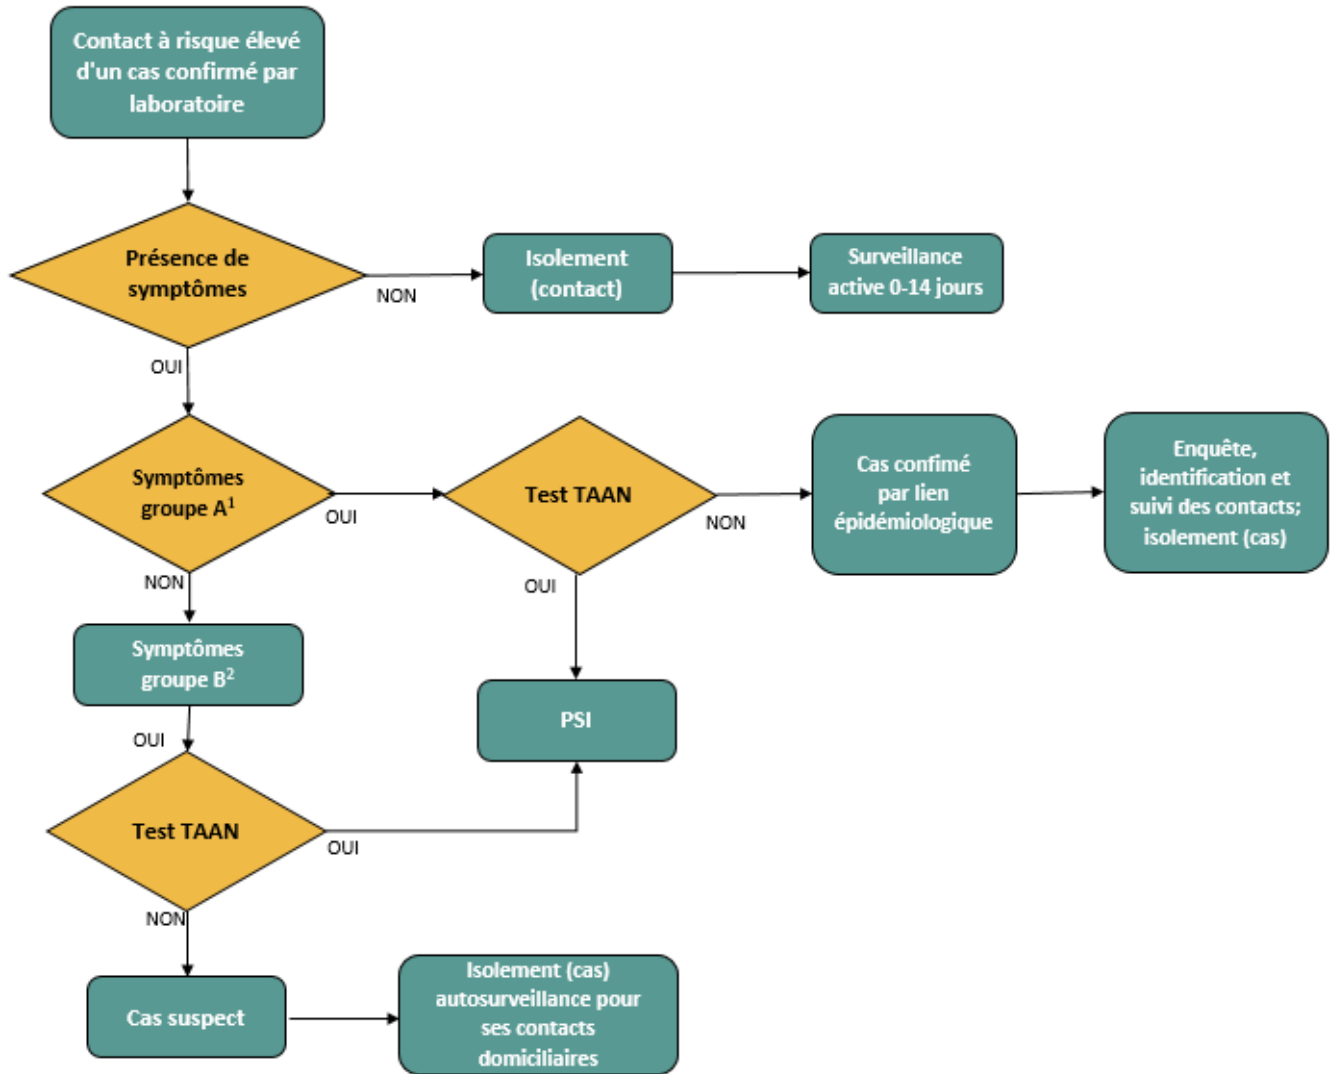 Contact à risque élevé
d'un cas confirmé par
laboratoire
Présence de
symptômes
NON
Isolement
(contact)
Surveillance
active 0-14 jours
OUI
Symptômes
groupe A¹
OUI
Test TAAN
NON
Cas confimé
par lien
épidémiologique
Enquête,
identification et
suivi des contacts;
isolement (cas)
NON
OUI
Symptômes
groupe B²
PSI
OUI
Test TAAN
OUI
NON
Cas suspect
Isolement (cas)
autosurveillance pour
ses contacts
domiciliaires